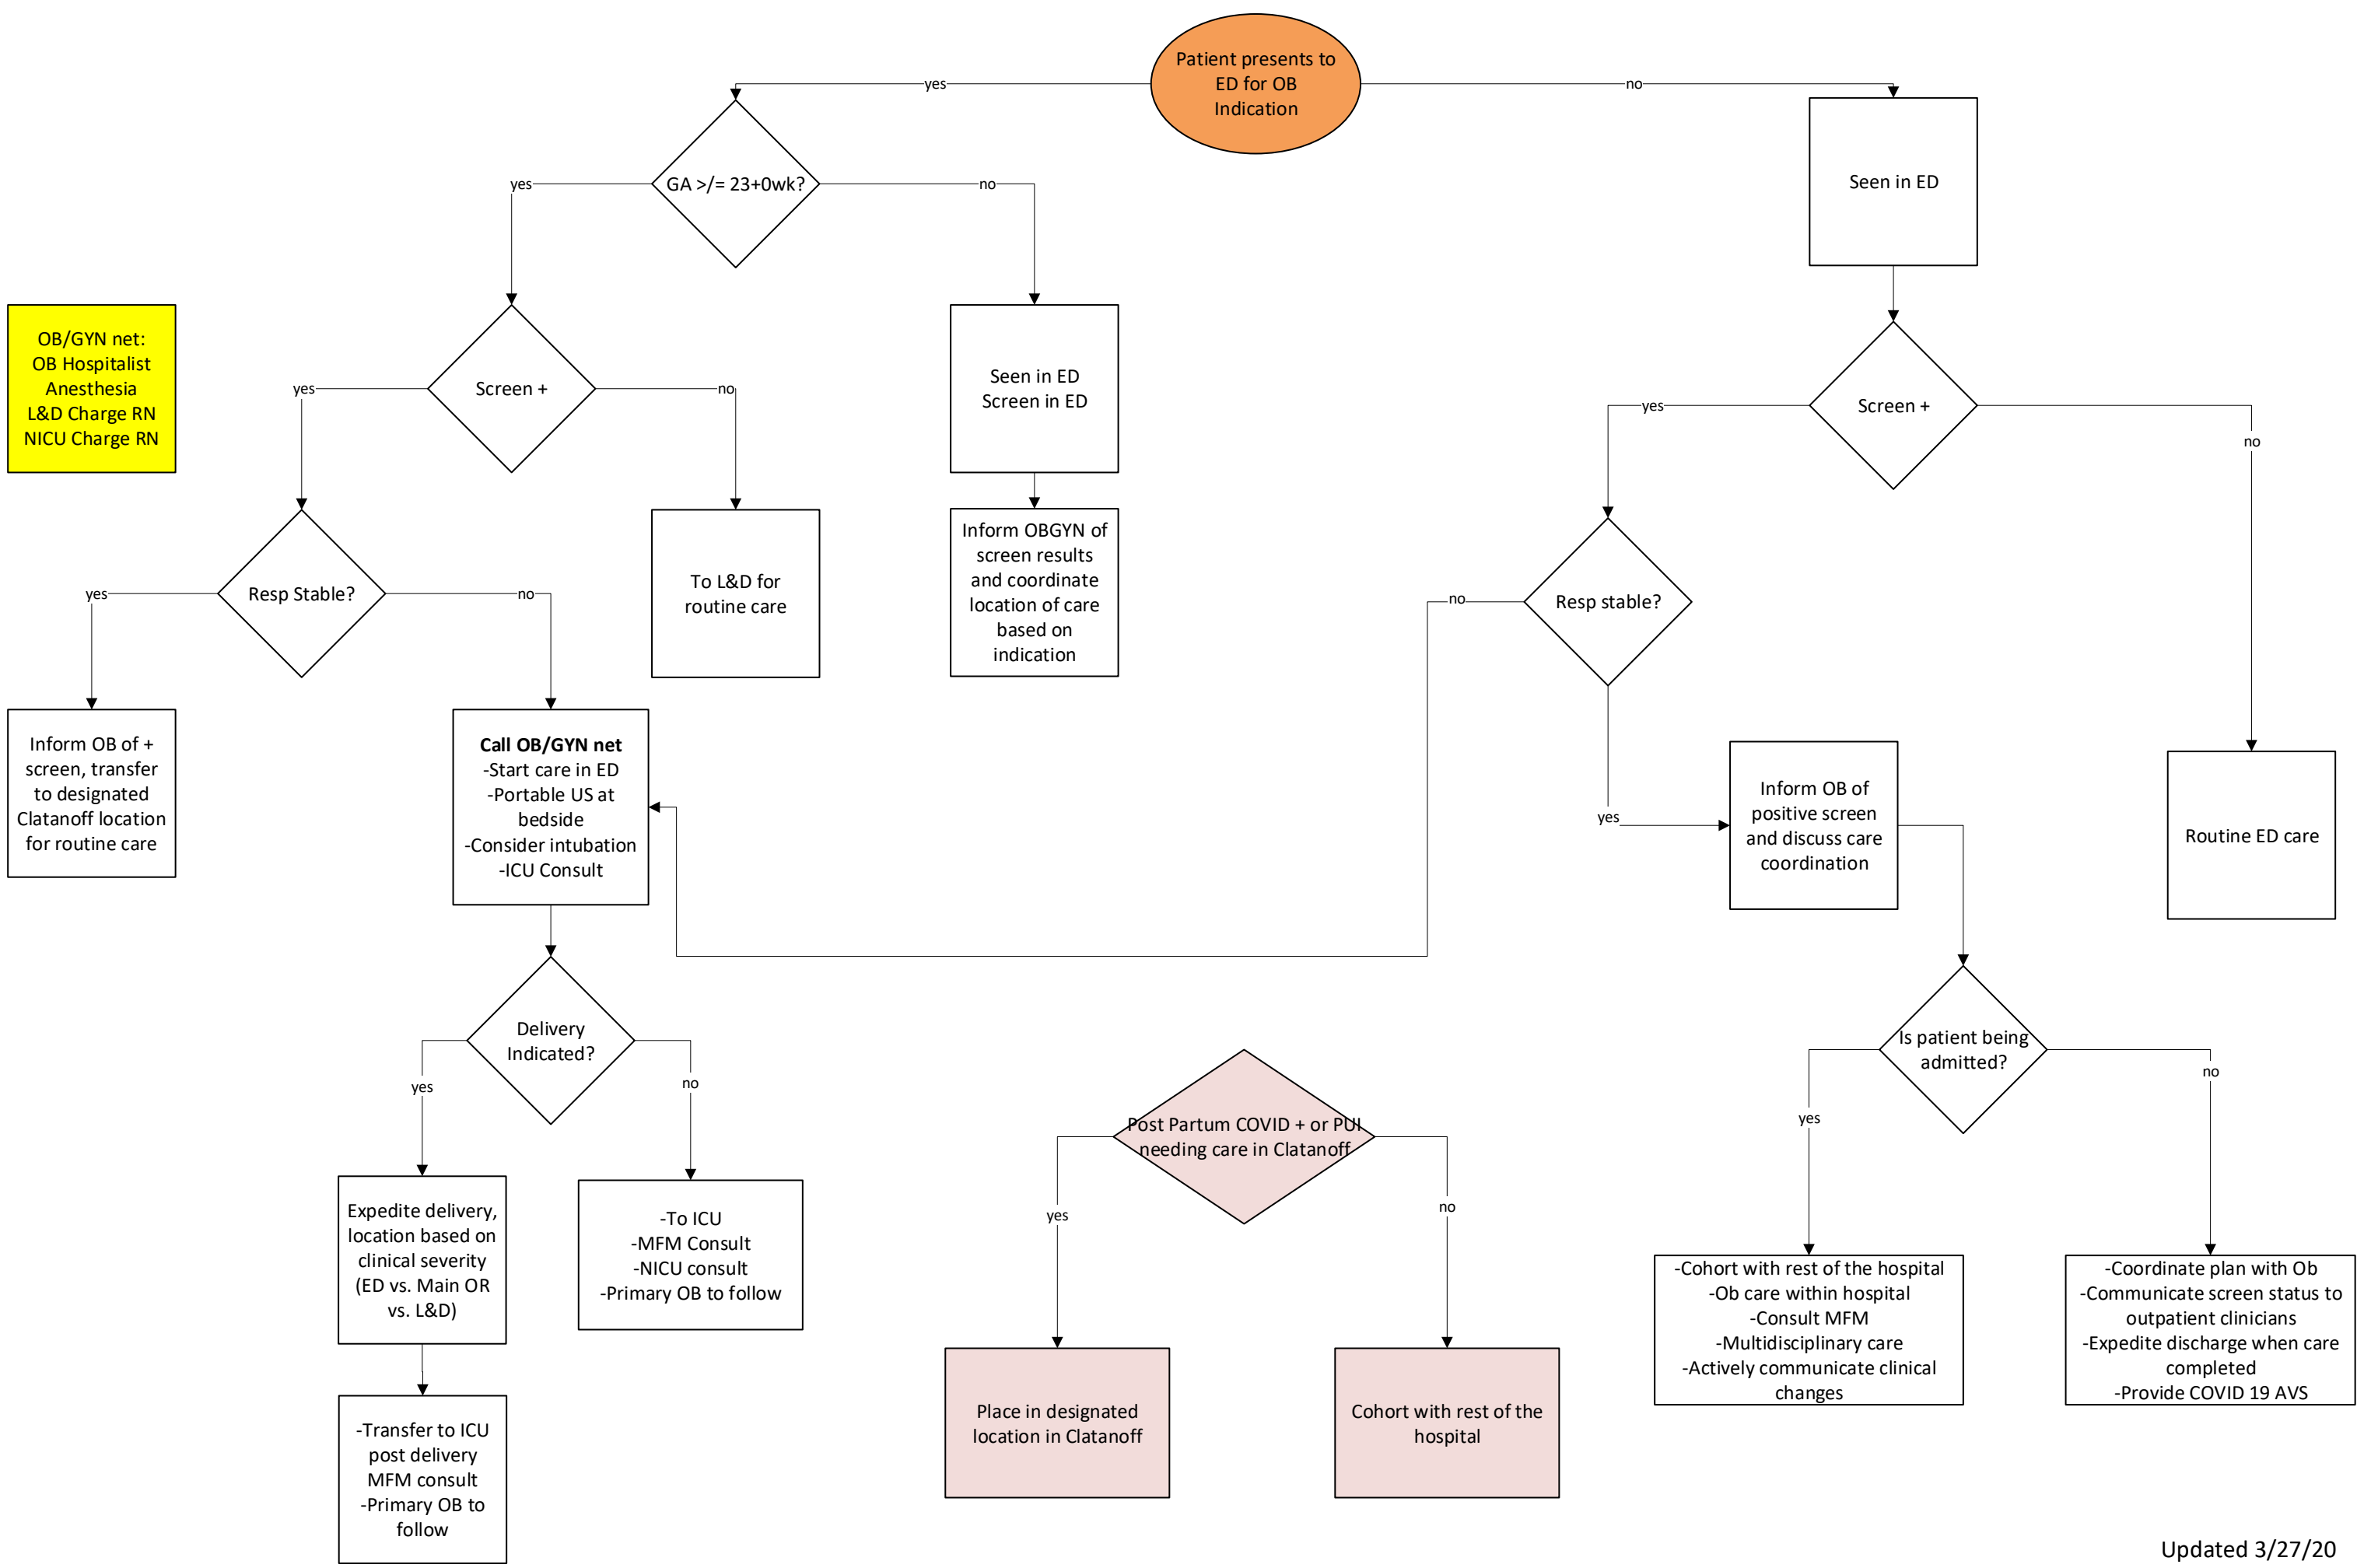 Patient presents to
ED for OB
Indication
yes
no
GA >/= 23+0wk?
yes
no
Seen in ED
OB/GYN net:
OB Hospitalist
Anesthesia
L&D Charge RN
NICU Charge RN
Screen +
yes
no
Seen in ED
Screen in ED
Screen +
yes
no
Resp Stable?
yes
no
To L&D for
routine care
Inform OBGYN of
screen results
and coordinate
location of care
based on
indication
Resp stable?
no
yes
Inform OB of +
screen, transfer
to designated
Clatanoff location
for routine care
Call OB/GYN net
-Start care in ED
-Portable US at
bedside
-Consider intubation
-ICU Consult
Inform OB of
positive screen
and discuss care
coordination
Routine ED care
Delivery
Indicated?
yes
no
Is patient being
admitted?
yes
no
Post Partum COVID + or PUI
needing care in Clatanoff
yes
no
Expedite delivery,
location based on
clinical severity
(ED vs. Main OR
vs. L&D)
-To ICU
-MFM Consult
-NICU consult
-Primary OB to follow
-Cohort with rest of the hospital
-Ob care within hospital
-Consult MFM
-Multidisciplinary care
-Actively communicate clinical
changes
-Coordinate plan with Ob
-Communicate screen status to
outpatient clinicians
-Expedite discharge when care
completed
-Provide COVID 19 AVS
Place in designated
location in Clatanoff
Cohort with rest of the
hospital
-Transfer to ICU
post delivery
MFM consult
-Primary OB to
follow
Updated 3/27/20